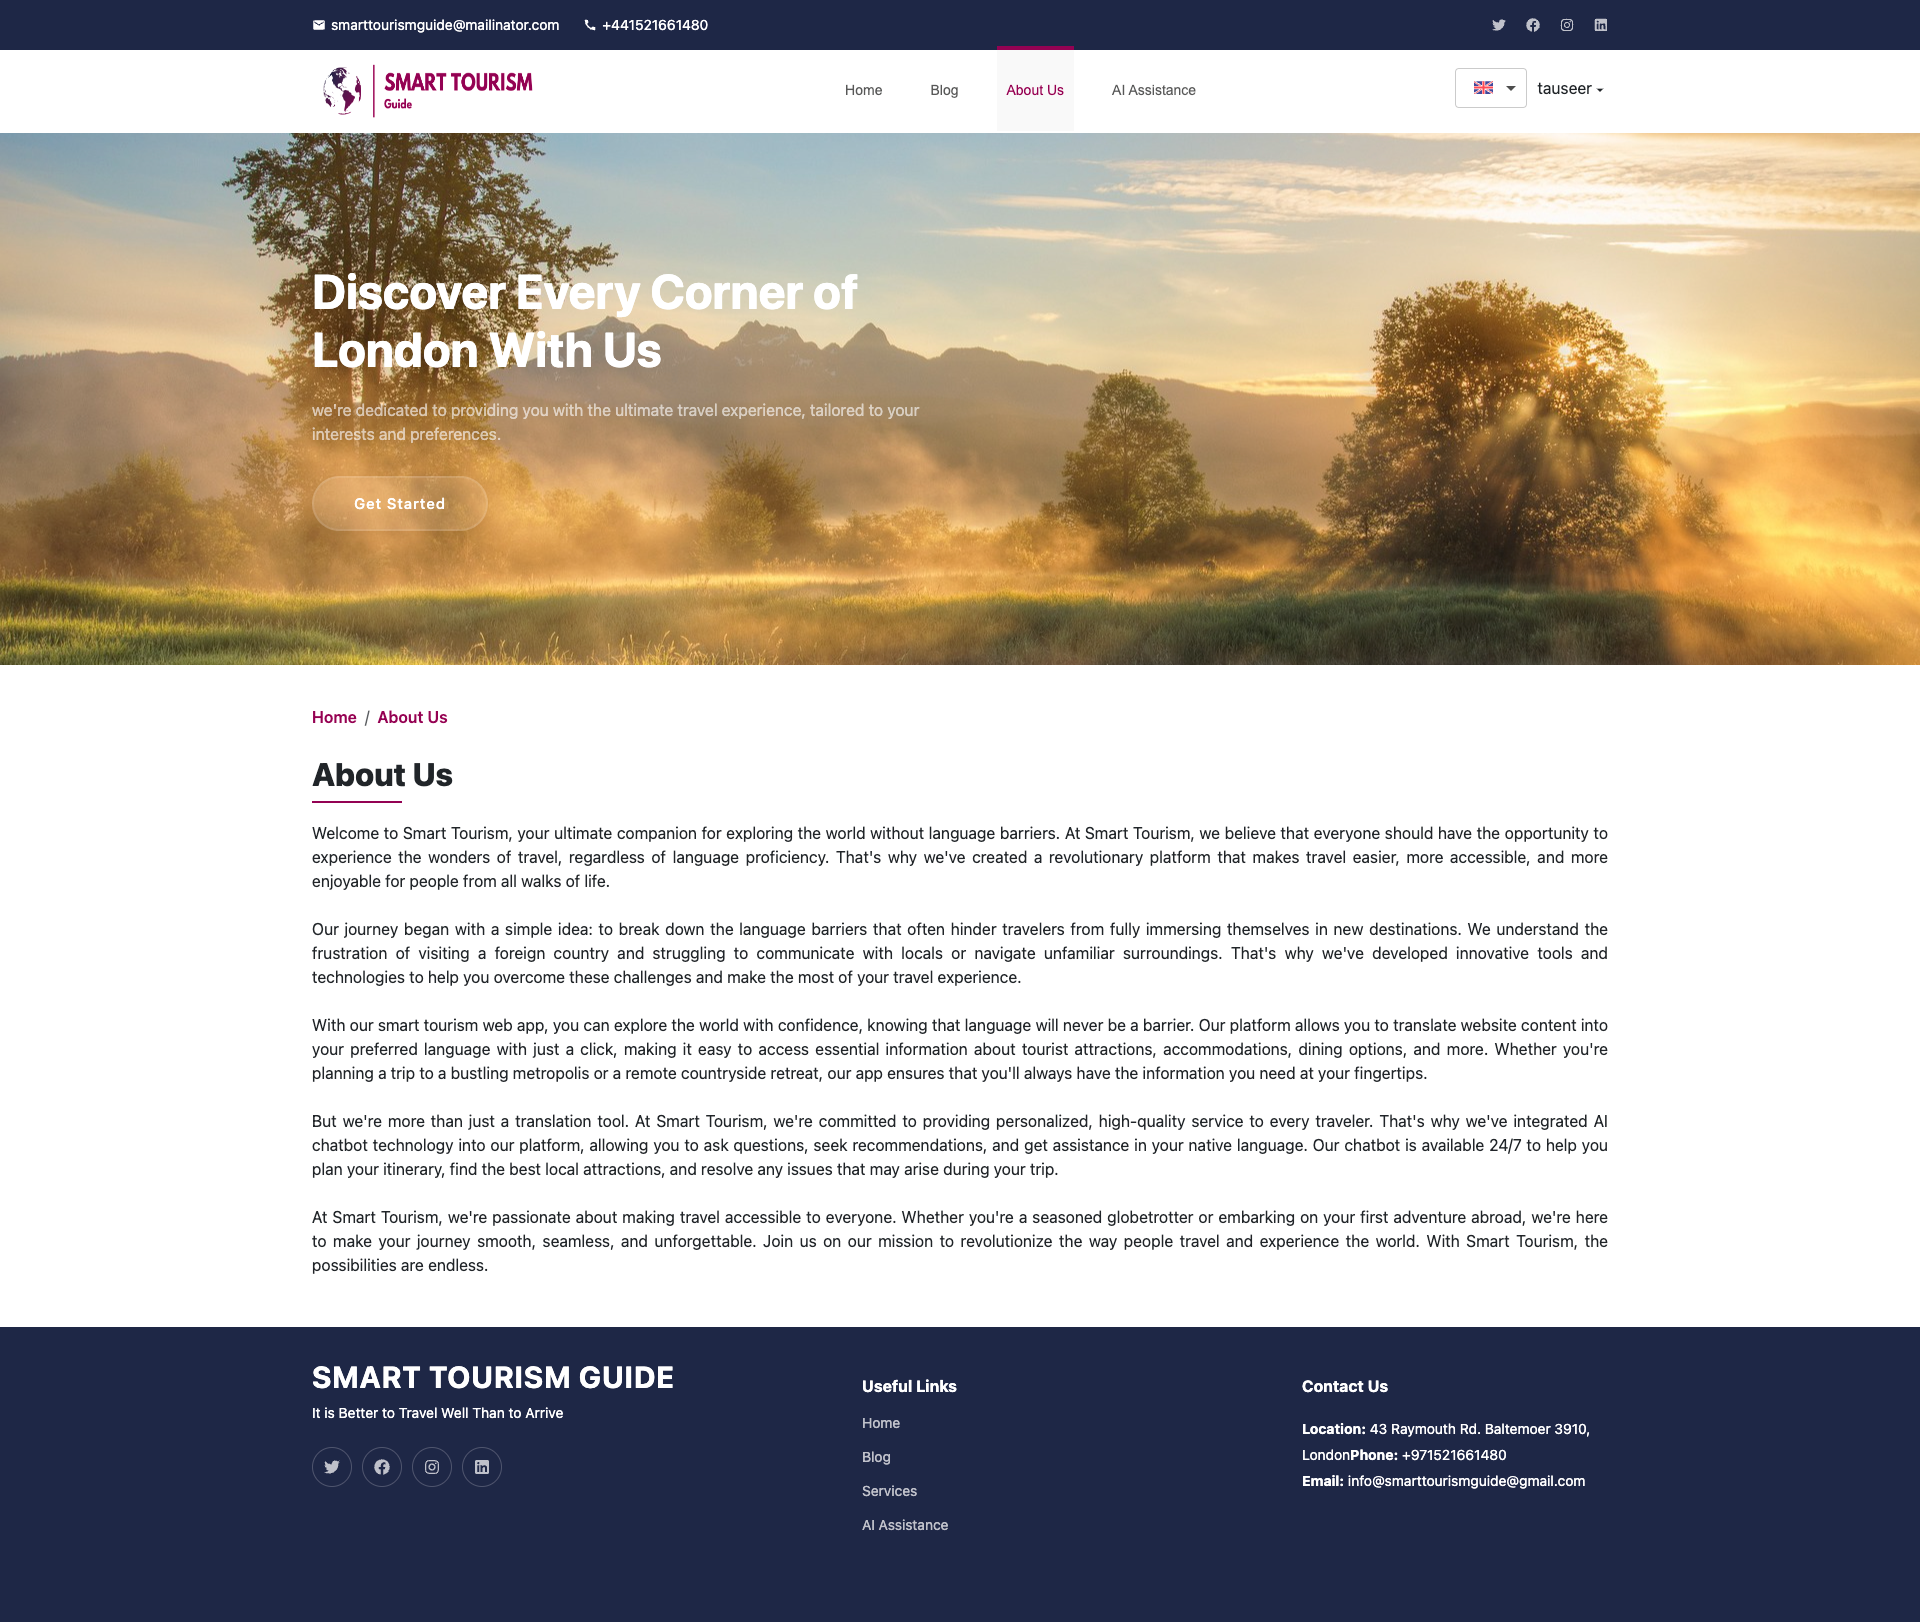 smarttourismguide@mailinator.com +441521661480
SMART TOURISM
Guide
Home Blog About Us AI Assistance
tauseer
Discover Every Corner of
London With Us
we're dedicated to providing you with the ultimate travel experience, tailored to your
interests and preferences.
Get Started
Home / About Us
About Us
Welcome to Smart Tourism, your ultimate companion for exploring the world without language barriers. At Smart Tourism, we believe that everyone should have the opportunity to
experience the wonders of travel, regardless of language proficiency. That's why we've created a revolutionary platform that makes travel easier, more accessible, and more
enjoyable for people from all walks of life.
Our journey began with a simple idea: to break down the language barriers that often hinder travelers from fully immersing themselves in new destinations. We understand the
frustration of visiting a foreign country and struggling to communicate with locals or navigate unfamiliar surroundings. That's why we've developed innovative tools and
technologies to help you overcome these challenges and make the most of your travel experience.
With our smart tourism web app, you can explore the world with confidence, knowing that language will never be a barrier. Our platform allows you to translate website content into
your preferred language with just a click, making it easy to access essential information about tourist attractions, accommodations, dining options, and more. Whether you're
planning a trip to a bustling metropolis or a remote countryside retreat, our app ensures that you'll always have the information you need at your fingertips.
But we're more than just a translation tool. At Smart Tourism, we're committed to providing personalized, high-quality service to every traveler. That's why we've integrated AI
chatbot technology into our platform, allowing you to ask questions, seek recommendations, and get assistance in your native language. Our chatbot is available 24/7 to help you
plan your itinerary, find the best local attractions, and resolve any issues that may arise during your trip.
At Smart Tourism, we're passionate about making travel accessible to everyone. Whether you're a seasoned globetrotter or embarking on your first adventure abroad, we're here
to make your journey smooth, seamless, and unforgettable. Join us on our mission to revolutionize the way people travel and experience the world. With Smart Tourism, the
possibilities are endless.
SMART TOURISM GUIDE
It is Better to Travel Well Than to Arrive
Useful Links
Home
Blog
Services
AI Assistance
Contact Us
Location: 43 Raymouth Rd. Baltemoer 3910,
LondonPhone: +971521661480
Email: info@smarttourismguide@gmail.com